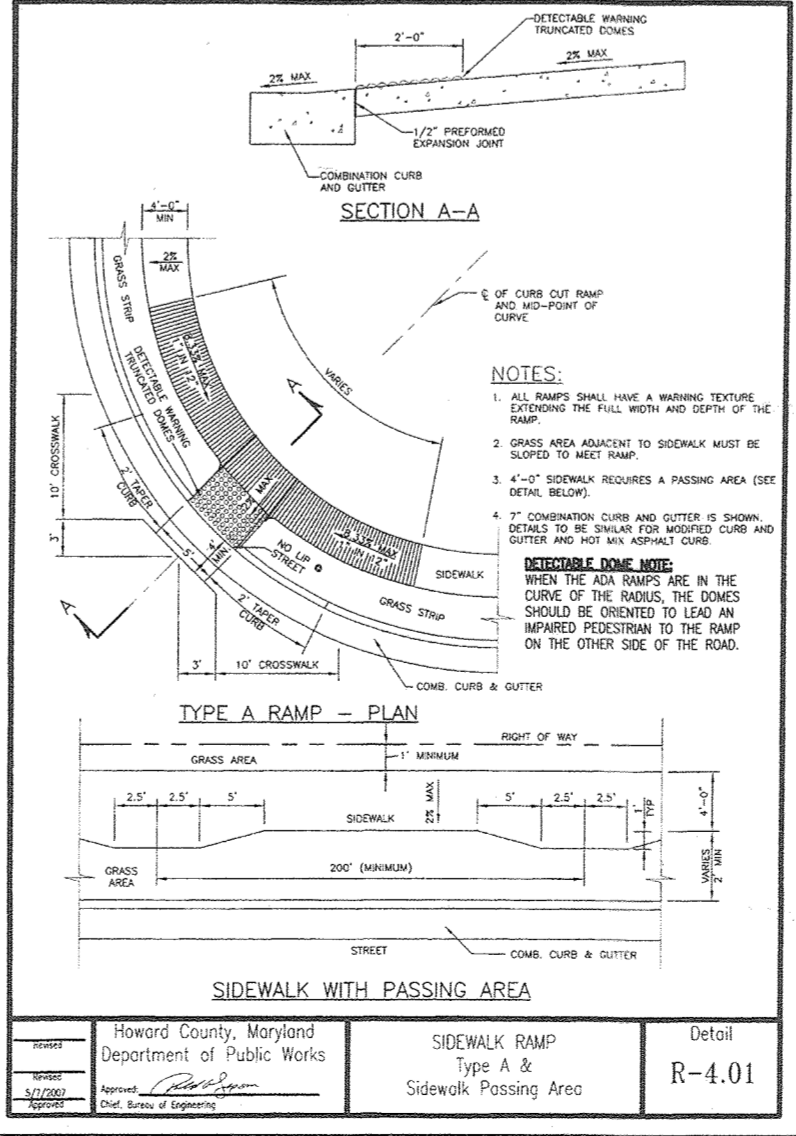 DETECTABLE WARNING
TRUNCATED DOMES
2'-0"
2% MAX
2% MAX
1/2" PREFORMED
EXPANSION JOINT
COMBINATION CURB
AND GUTTER
SECTION A-A
4'-0"
MIN
2%
MAX
GRASS STRIP
DETECTABLE WARNING
TRUNCATED DOMES
8.33% MAX
1" IN 12"
VARIES
A
℄ OF CURB CUT RAMP
AND MID-POINT OF
CURVE
NOTES:
1. ALL RAMPS SHALL HAVE A WARNING TEXTURE
EXTENDING THE FULL WIDTH AND DEPTH OF THE
RAMP.
2. GRASS AREA ADJACENT TO SIDEWALK MUST BE
SLOPED TO MEET RAMP.
3. 4'-0" SIDEWALK REQUIRES A PASSING AREA (SEE
DETAIL BELOW).
4. 7" COMBINATION CURB AND GUTTER IS SHOWN.
DETAILS TO BE SIMILAR FOR MODIFIED CURB AND
GUTTER AND HOT MIX ASPHALT CURB.
DETECTABLE DOME NOTE:
WHEN THE ADA RAMPS ARE IN THE
CURVE OF THE RADIUS, THE DOMES
SHOULD BE ORIENTED TO LEAD AN
IMPAIRED PEDESTRIAN TO THE RAMP
ON THE OTHER SIDE OF THE ROAD.
10' CROSSWALK
3'
2' TAPER
CURB
5'
4'
MIN
2% MAX
NO LIP @
STREET
8.33% MAX
1" IN 12"
SIDEWALK
GRASS STRIP
2' TAPER
CURB
A
3'
10' CROSSWALK
COMB. CURB & GUTTER
TYPE A RAMP - PLAN
RIGHT OF WAY
GRASS AREA
1' MINIMUM
2.5'
2.5'
5'
SIDEWALK
2% MAX
5'
2.5'
2.5'
1'
TYP
4'-0"
GRASS
AREA
200' (MINIMUM)
VARIES
2" MIN
STREET
COMB. CURB & GUTTER
SIDEWALK WITH PASSING AREA
Revised
Revised
5/7/2007
Approved
Howard County, Maryland
Department of Public Works
Approved:
Chief, Bureau of Engineering
SIDEWALK RAMP
Type A &
Sidewalk Passing Area
Detail
R-4.01